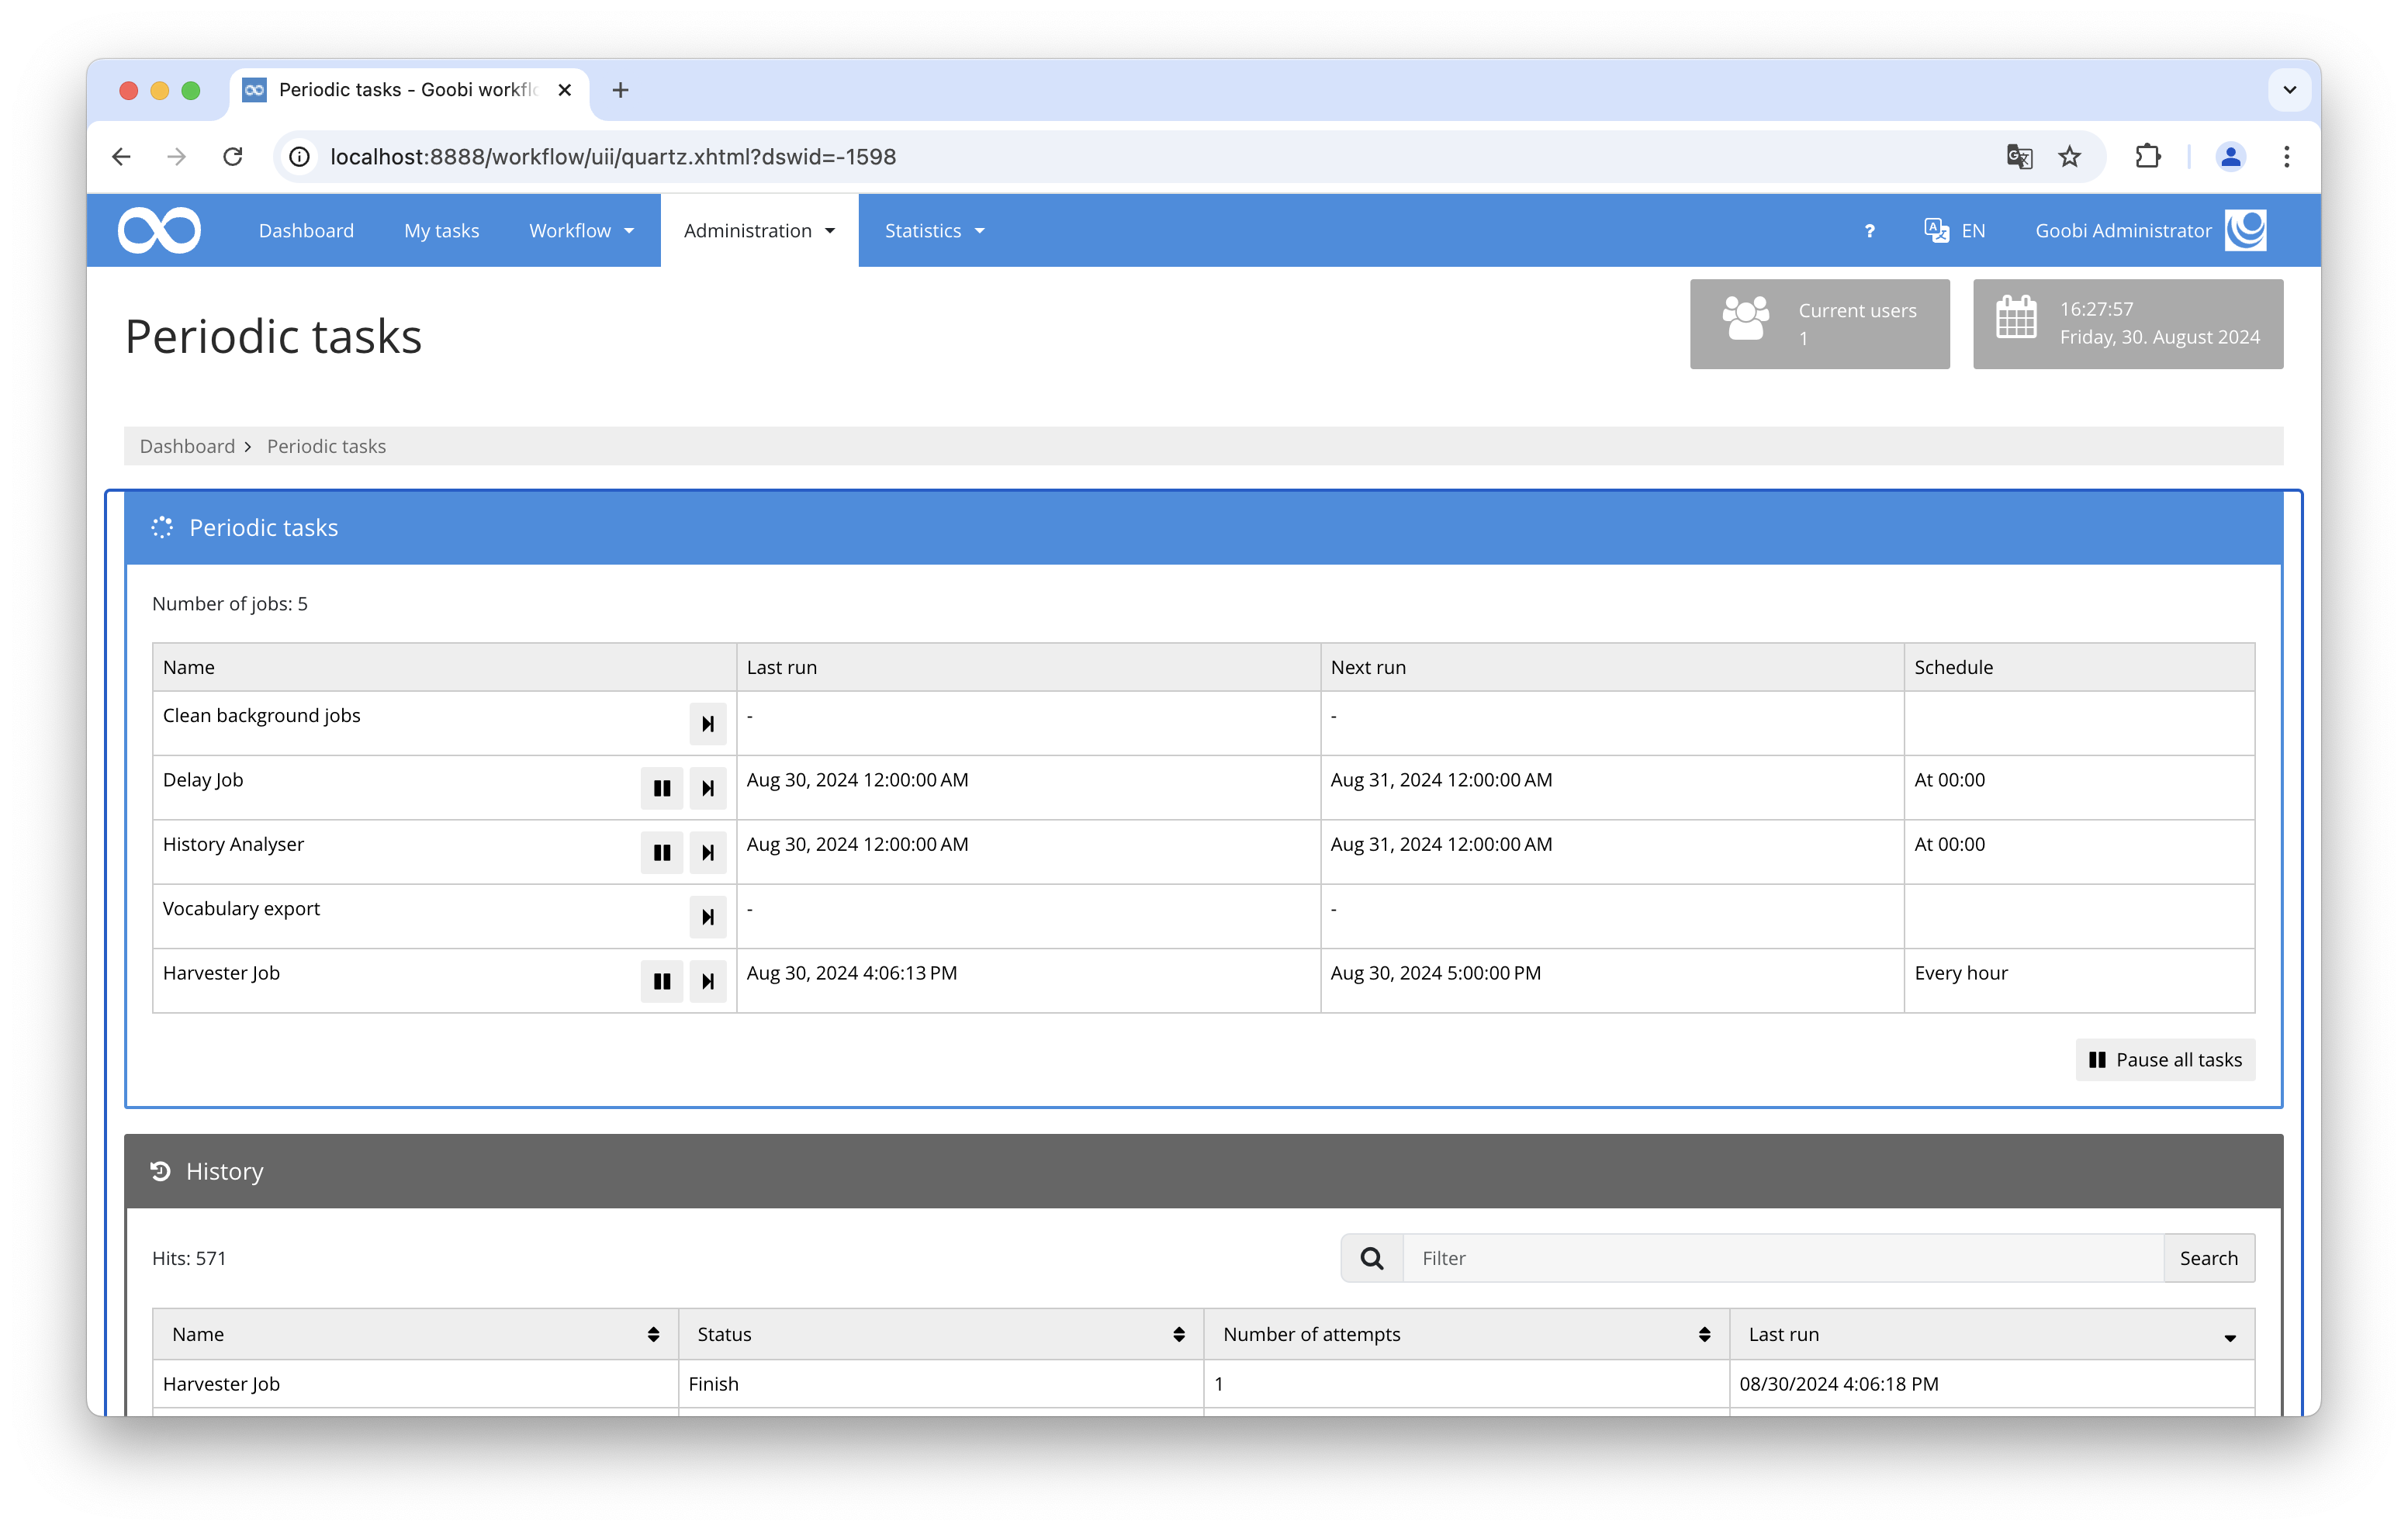 Periodic tasks - Goobi workflo
localhost:8888/workflow/uii/quartz.xhtml?dswid=-1598
Dashboard My tasks Workflow Administration Statistics ? EN Goobi Administrator
Periodic tasks
Current users
1
16:27:57
Friday, 30. August 2024
Dashboard > Periodic tasks
Periodic tasks
Number of jobs: 5
Name Last run Next run Schedule
Clean background jobs - -
Delay Job Aug 30, 2024 12:00:00 AM Aug 31, 2024 12:00:00 AM At 00:00
History Analyser Aug 30, 2024 12:00:00 AM Aug 31, 2024 12:00:00 AM At 00:00
Vocabulary export - -
Harvester Job Aug 30, 2024 4:06:13 PM Aug 30, 2024 5:00:00 PM Every hour
Pause all tasks
History
Hits: 571
Filter Search
Name Status Number of attempts Last run
Harvester Job Finish 1 08/30/2024 4:06:18 PM